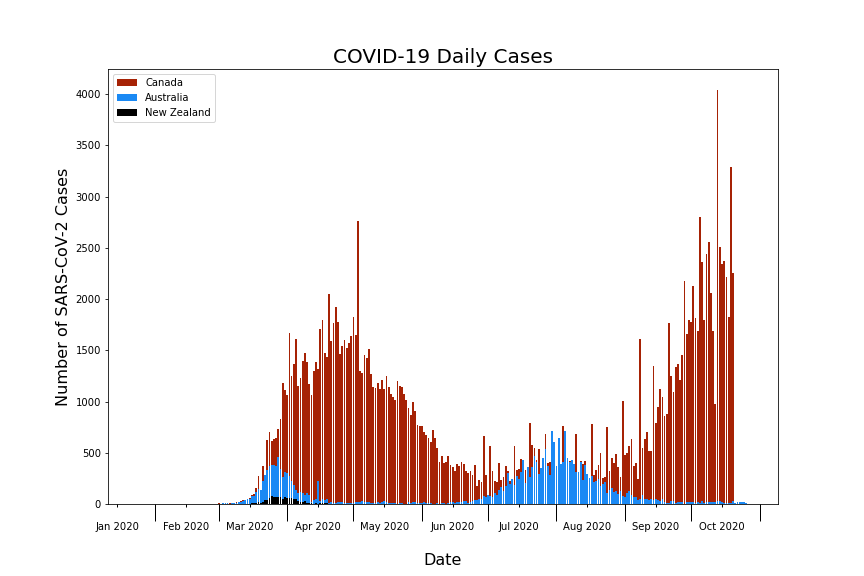 COVID-19 Daily Cases
Canada
Australia
New Zealand
4000
3500
3000
2500
2000
1500
1000
500
0
Number of SARS-CoV-2 Cases
Jan 2020 Feb 2020 Mar 2020 Apr 2020 May 2020 Jun 2020 Jul 2020 Aug 2020 Sep 2020 Oct 2020
Date